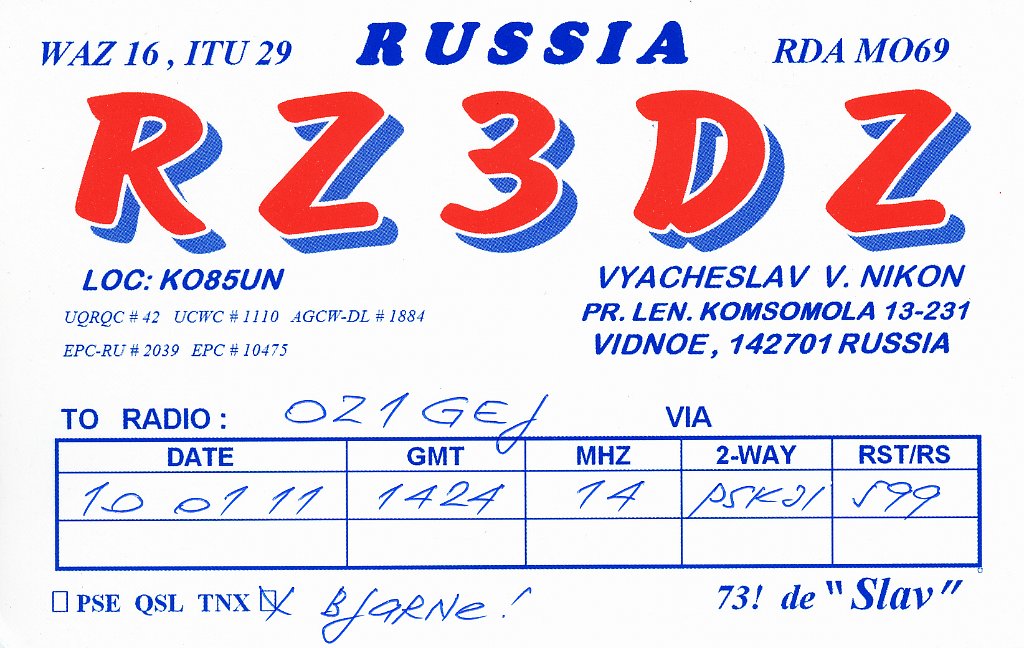 WAZ 16, ITU 29 RUSSIA RDA MO69
RZ3DZ
LOC: KO85UN
UQRQC # 42 UCWC # 1110 AGCW-DL # 1884
EPC-RU # 2039 EPC # 10475
VYACHESLAV V. NIKON
PR. LEN. KOMSOMOLA 13-231
VIDNOE, 142701 RUSSIA
TO RADIO: OZ1GEJ VIA
DATE GMT MHZ 2-WAY RST/RS
10 01 11 1424 14 PSK31 599
PSE QSL TNX BJARNE!
73! de "Slav"